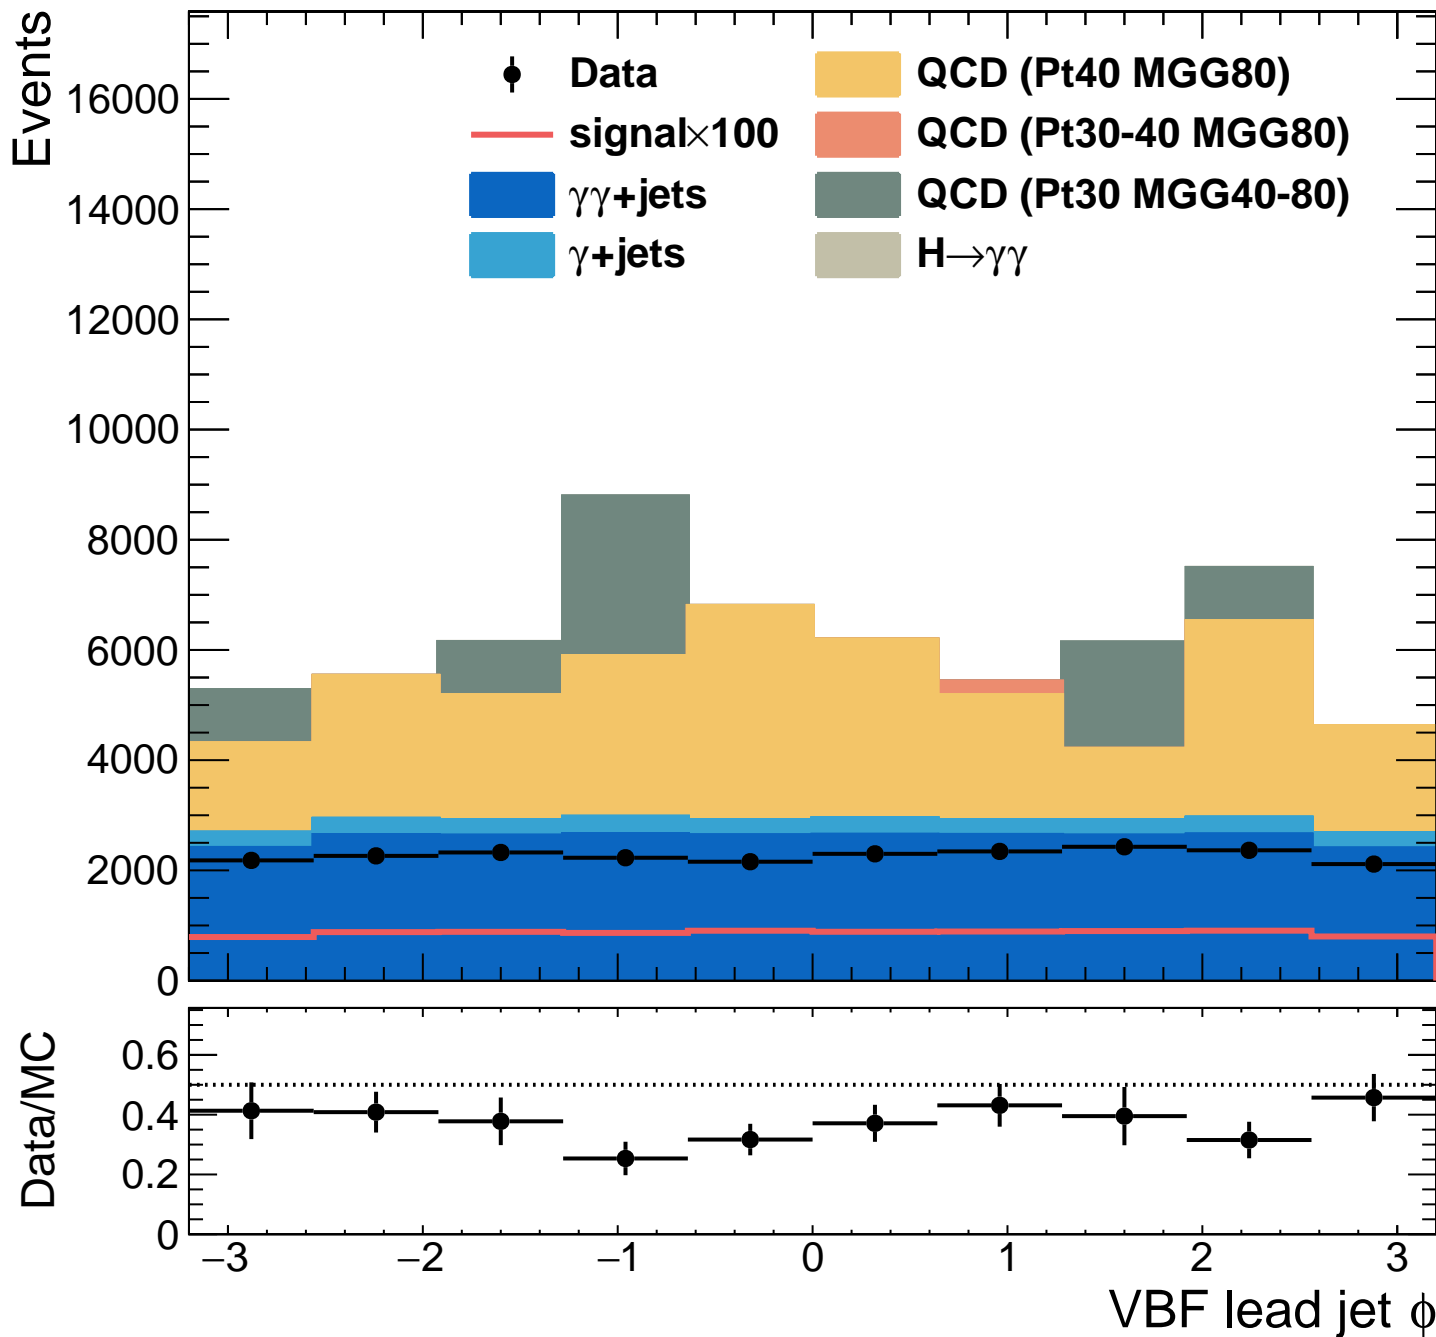 Events
16000
14000
12000
10000
8000
6000
4000
2000
0
Data
signal×100
γγ+jets
γ+jets
QCD (Pt40 MGG80)
QCD (Pt30-40 MGG80)
QCD (Pt30 MGG40-80)
H→γγ
Data/MC
0.6
0.4
0.2
0
−3 −2 −1 0 1 2 3
VBF lead jet ϕ